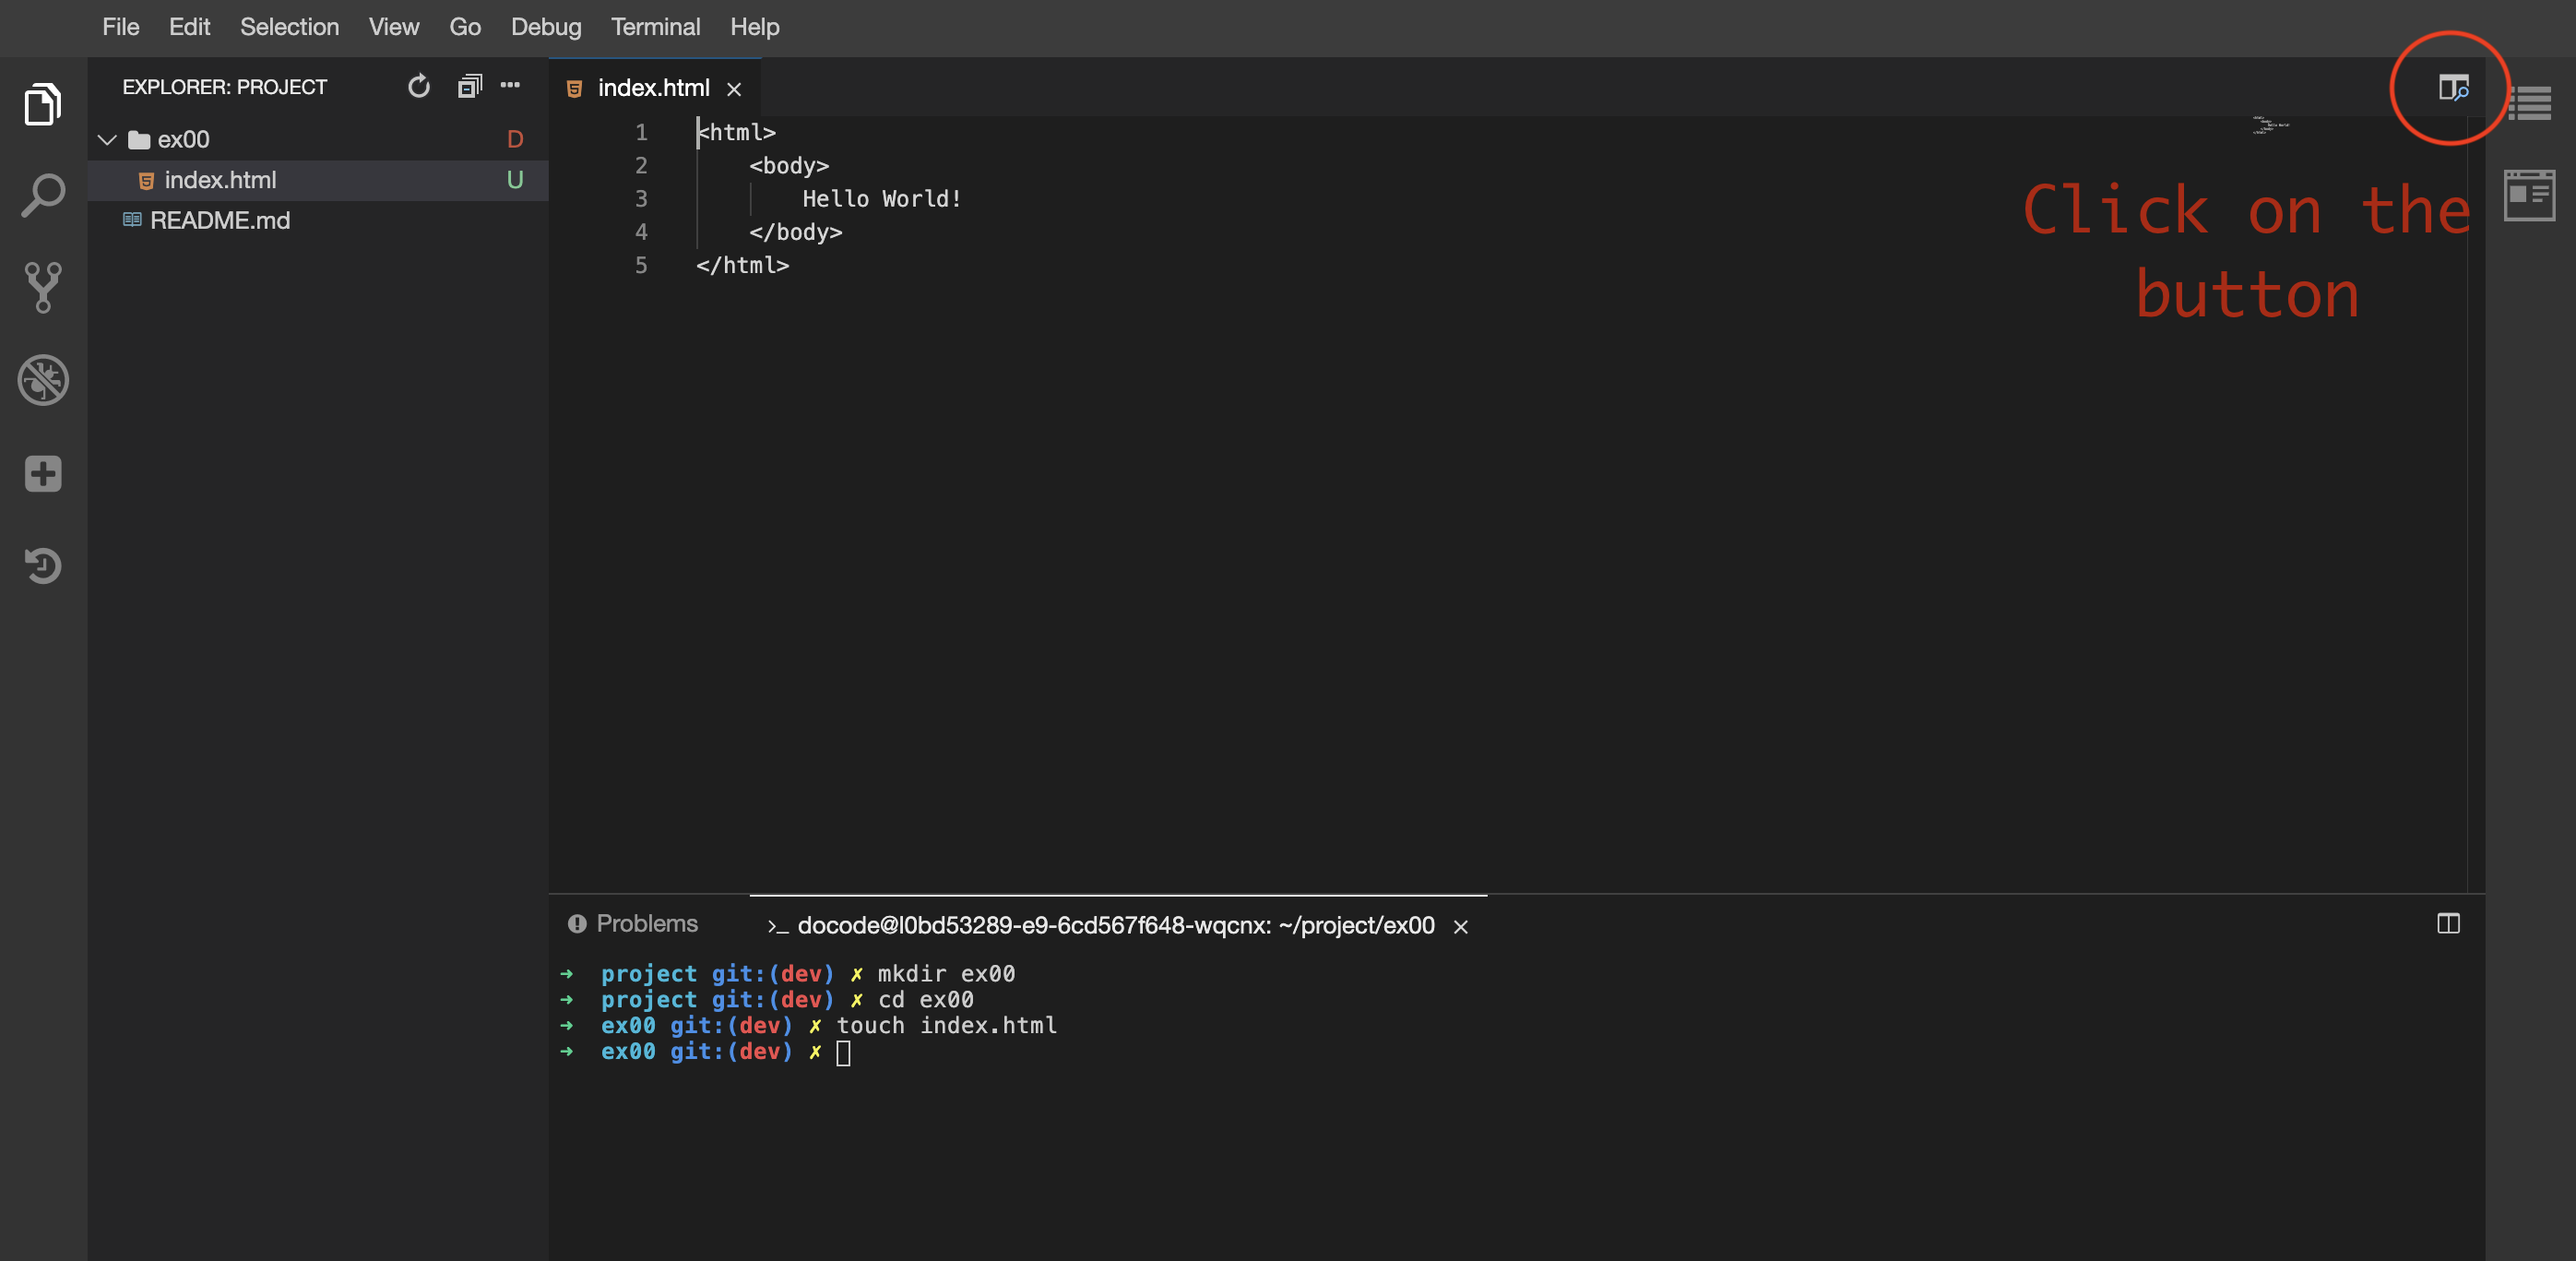 File Edit Selection View Go Debug Terminal Help
EXPLORER: PROJECT
ex00 D
index.html U
README.md
index.html ×
1 <html>
2 <body>
3 Hello World!
4 </body>
5 </html>
Click on the
button
Problems
>_ docode@l0bd53289-e9-6cd567f648-wqcnx: ~/project/ex00 ×
➜ project git:(dev) ✗ mkdir ex00
➜ project git:(dev) ✗ cd ex00
➜ ex00 git:(dev) ✗ touch index.html
➜ ex00 git:(dev) ✗